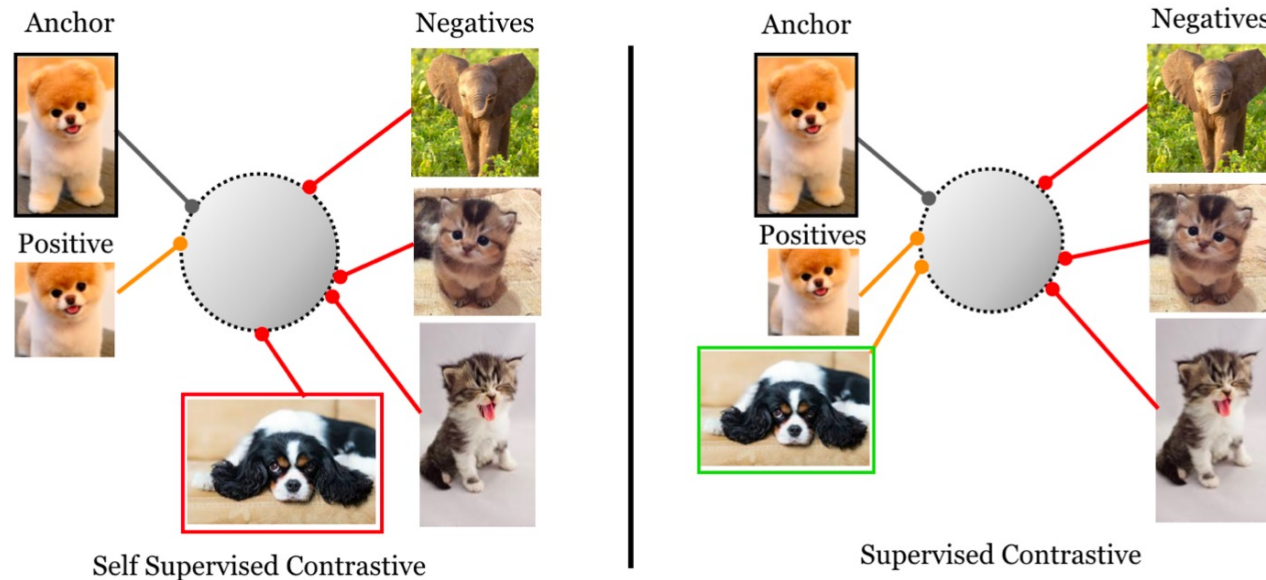 Anchor
Negatives
Positive
Self Supervised Contrastive
Anchor
Negatives
Positives
Supervised Contrastive